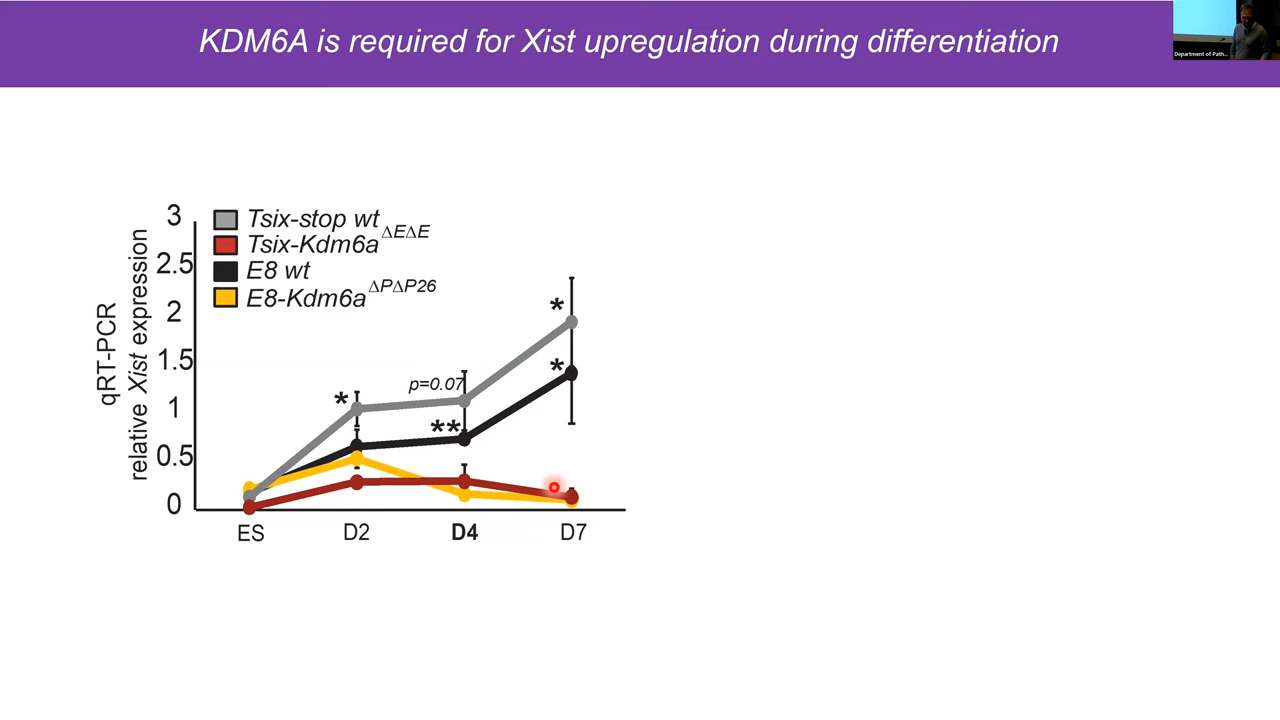 KDM6A is required for Xist upregulation during differentiation
Department of Path...
qRT-PCR
relative Xist expression
3
2.5
2
1.5
1
0.5
0
Tsix-stop wt
Tsix-Kdm6a ΔEΔE
E8 wt
E8-Kdm6a ΔPΔP26
*
p=0.07
**
*
*
ES D2 D4 D7